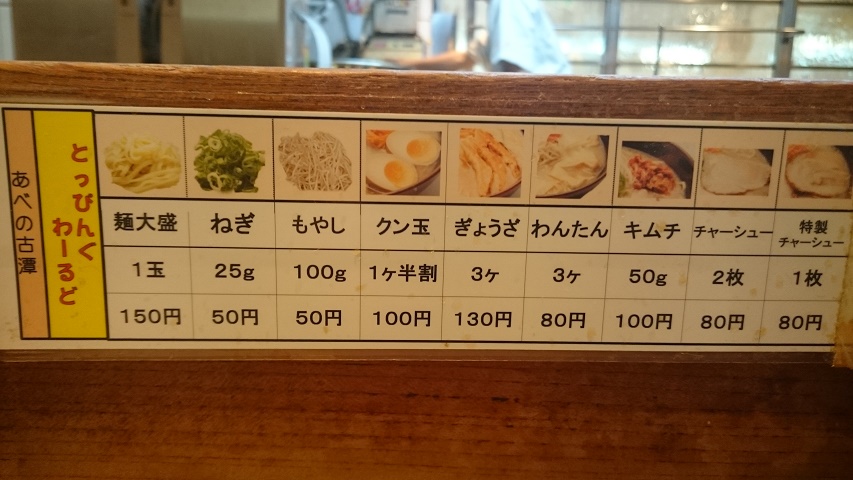 あべの古潭
とっぴんぐ
わーるど
麺大盛 ねぎ もやし クン玉 ぎょうざ わんたん キムチ チャーシュー 特製チャーシュー
1玉 25g 100g 1ヶ半割 3ヶ 3ヶ 50g 2枚 1枚
150円 50円 50円 100円 130円 80円 100円 80円 80円